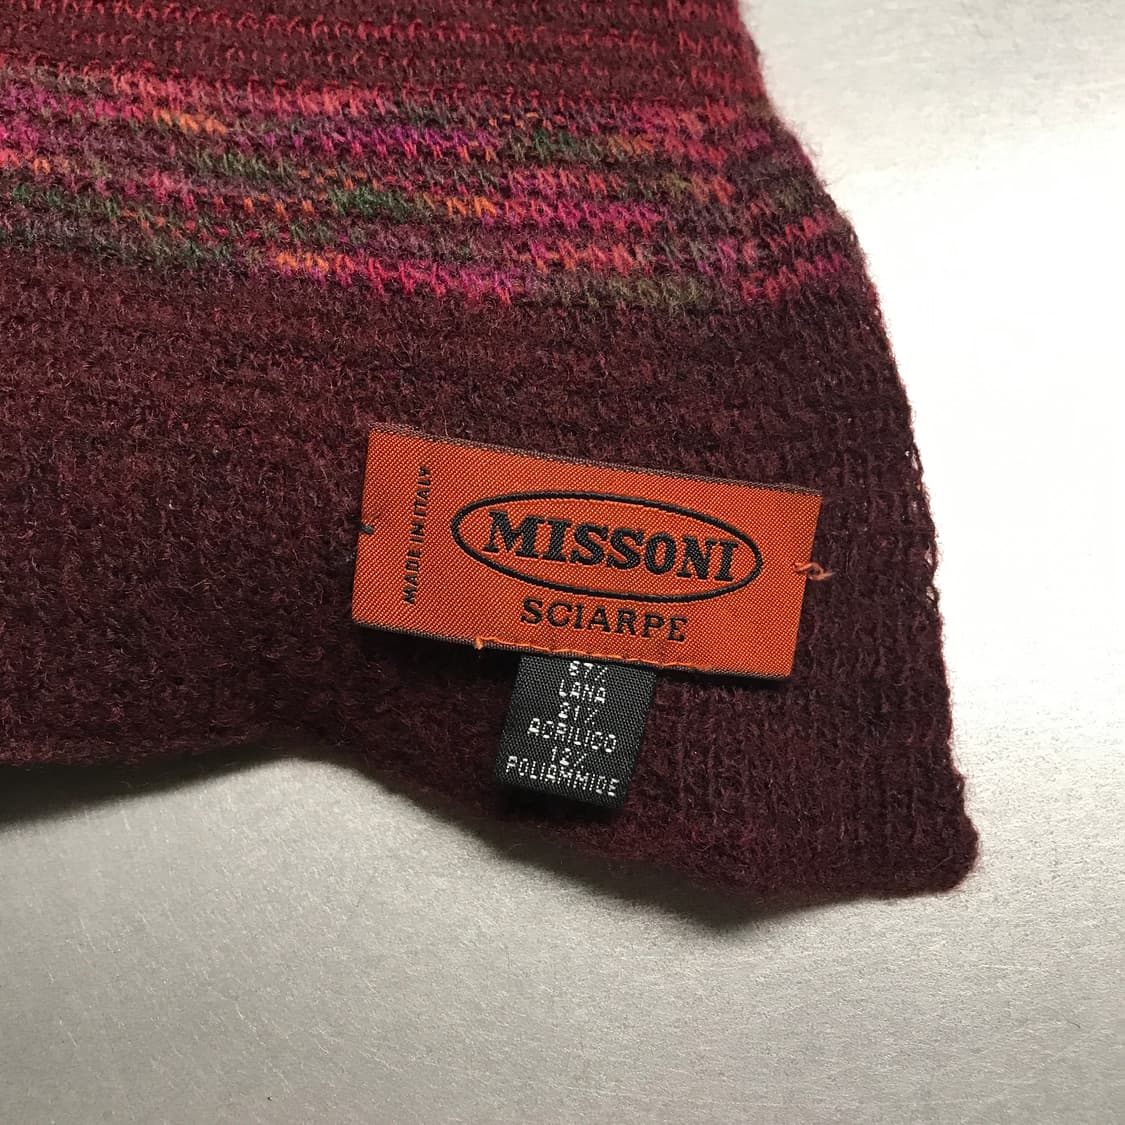 MADE IN ITALY
MISSONI
SCIARPE
67%
LANA
21%
ACRILICO
12%
POLIAMMIDE